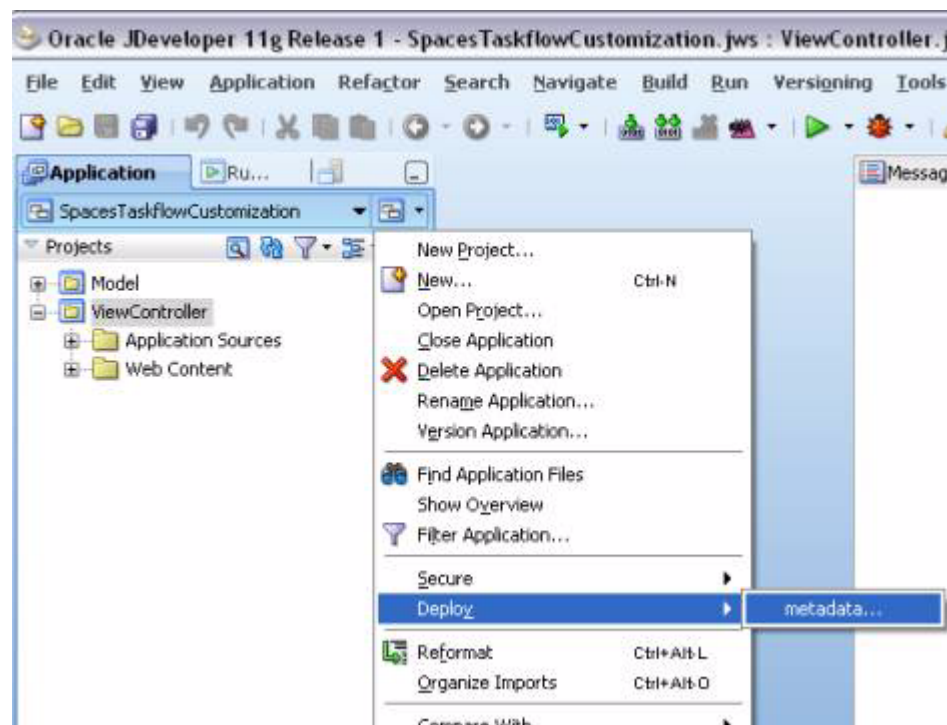 Oracle JDeveloper 11g Release 1 - SpacesTaskflowCustomization.jws : ViewController.j
File Edit View Application Refactor Search Navigate Build Run Versioning Tools
Application Ru... Messag
SpacesTaskflowCustomization
Projects
New Project...
Model
New... Ctrl-N
ViewController
Open Project...
Application Sources
Close Application
Web Content
Delete Application
Rename Application...
Version Application...
Find Application Files
Show Overview
Filter Application...
Secure
Deploy metadata...
Reformat Ctrl+Alt-L
Organize Imports Ctrl+Alt-O
Compare With